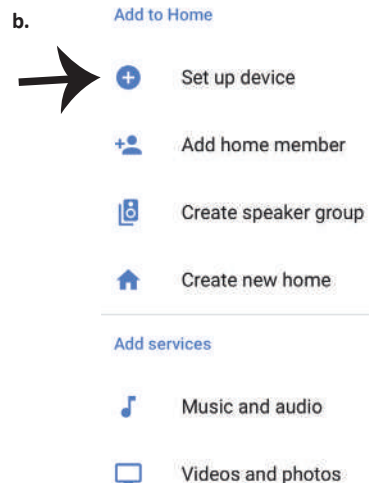 b.
Add to Home
Set up device
Add home member
Create speaker group
Create new home
Add services
Music and audio
Videos and photos